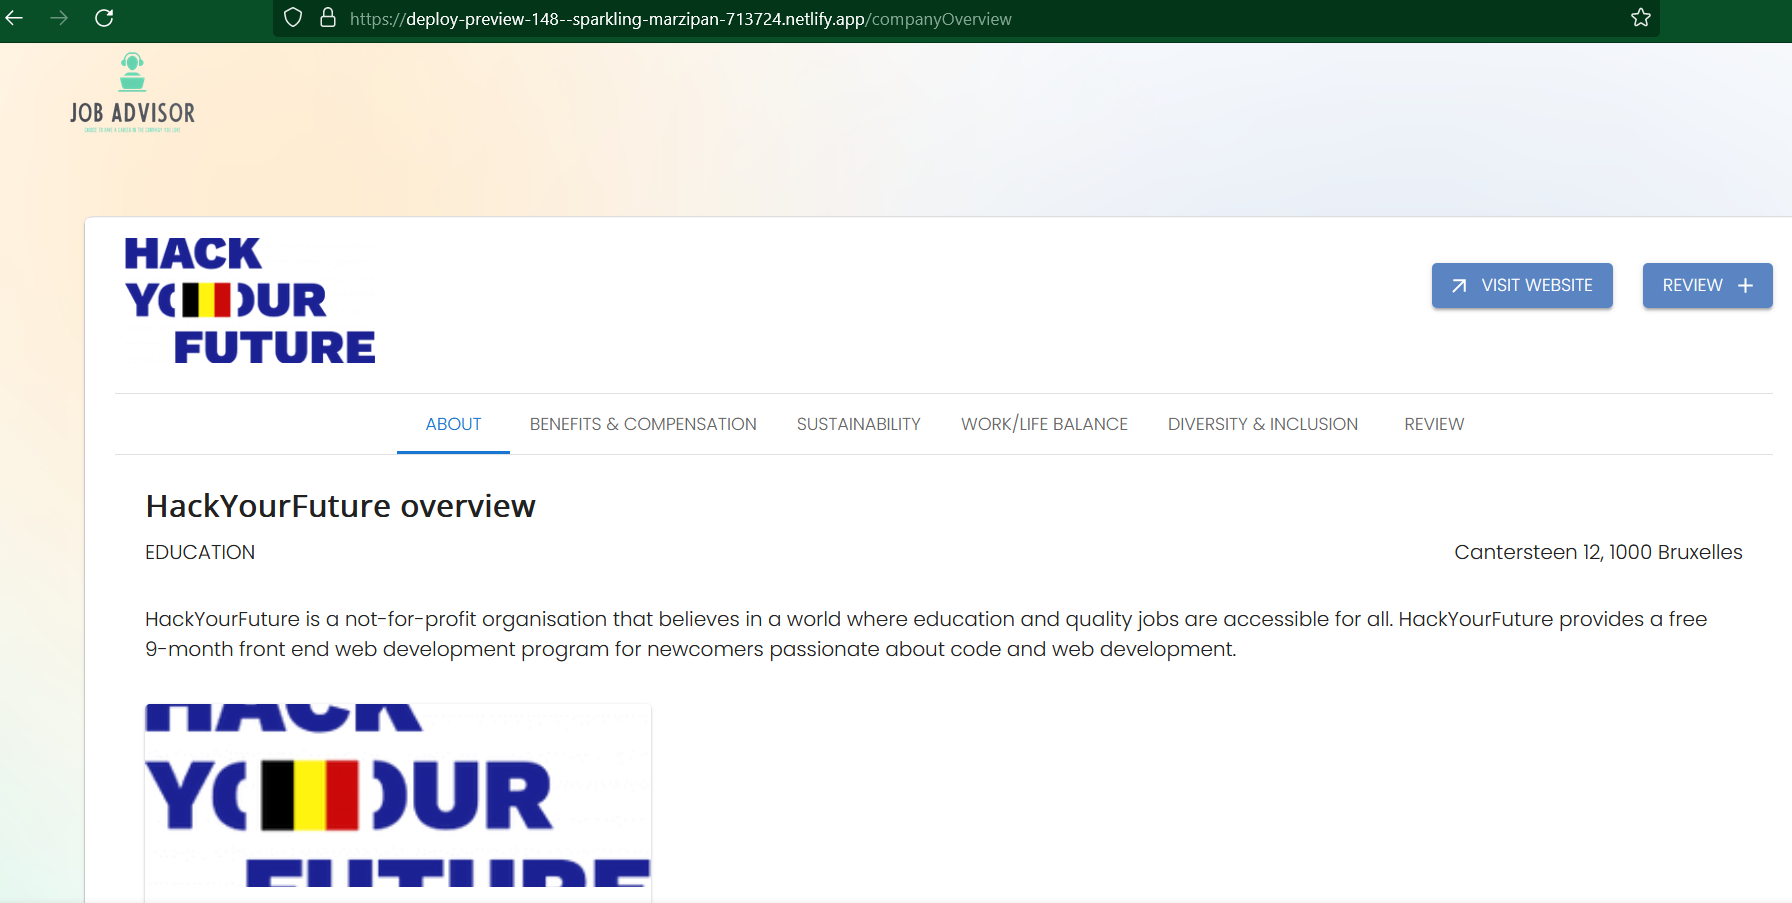 https://deploy-preview-148--sparkling-marzipan-713724.netlify.app/companyOverview
JOB ADVISOR
HACK
YOUR
FUTURE
VISIT WEBSITE
REVIEW +
ABOUT BENEFITS & COMPENSATION SUSTAINABILITY WORK/LIFE BALANCE DIVERSITY & INCLUSION REVIEW
HackYourFuture overview
EDUCATION
Cantersteen 12, 1000 Bruxelles
HackYourFuture is a not-for-profit organisation that believes in a world where education and quality jobs are accessible for all. HackYourFuture provides a free
9-month front end web development program for newcomers passionate about code and web development.
HACK
YOUR
FUTURE